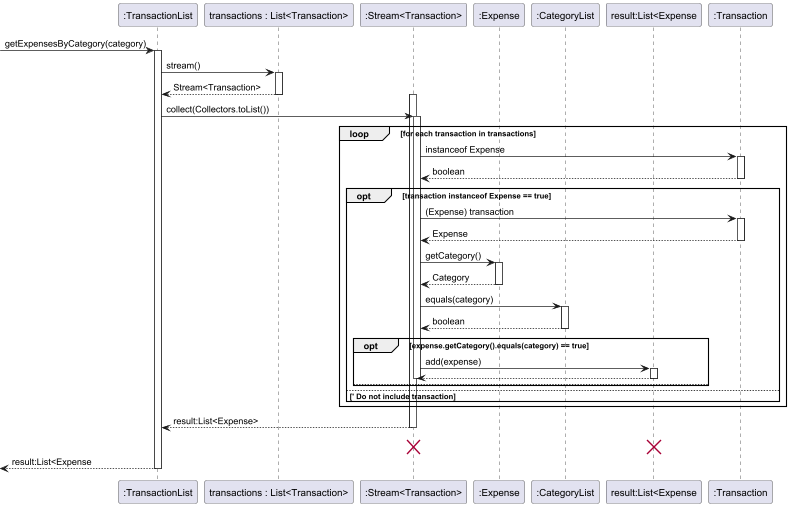 :TransactionList
transactions : List<Transaction>
:Stream<Transaction>
:Expense
:CategoryList
result:List<Expense
:Transaction
getExpensesByCategory(category)
stream()
Stream<Transaction>
collect(Collectors.toList())
loop
[for each transaction in transactions]
instanceof Expense
boolean
opt
[transaction instanceof Expense == true]
(Expense) transaction
Expense
getCategory()
Category
equals(category)
boolean
opt
[expense.getCategory().equals(category) == true]
add(expense)
[' Do not include transaction]
result:List<Expense>
result:List<Expense
:TransactionList
transactions : List<Transaction>
:Stream<Transaction>
:Expense
:CategoryList
result:List<Expense
:Transaction